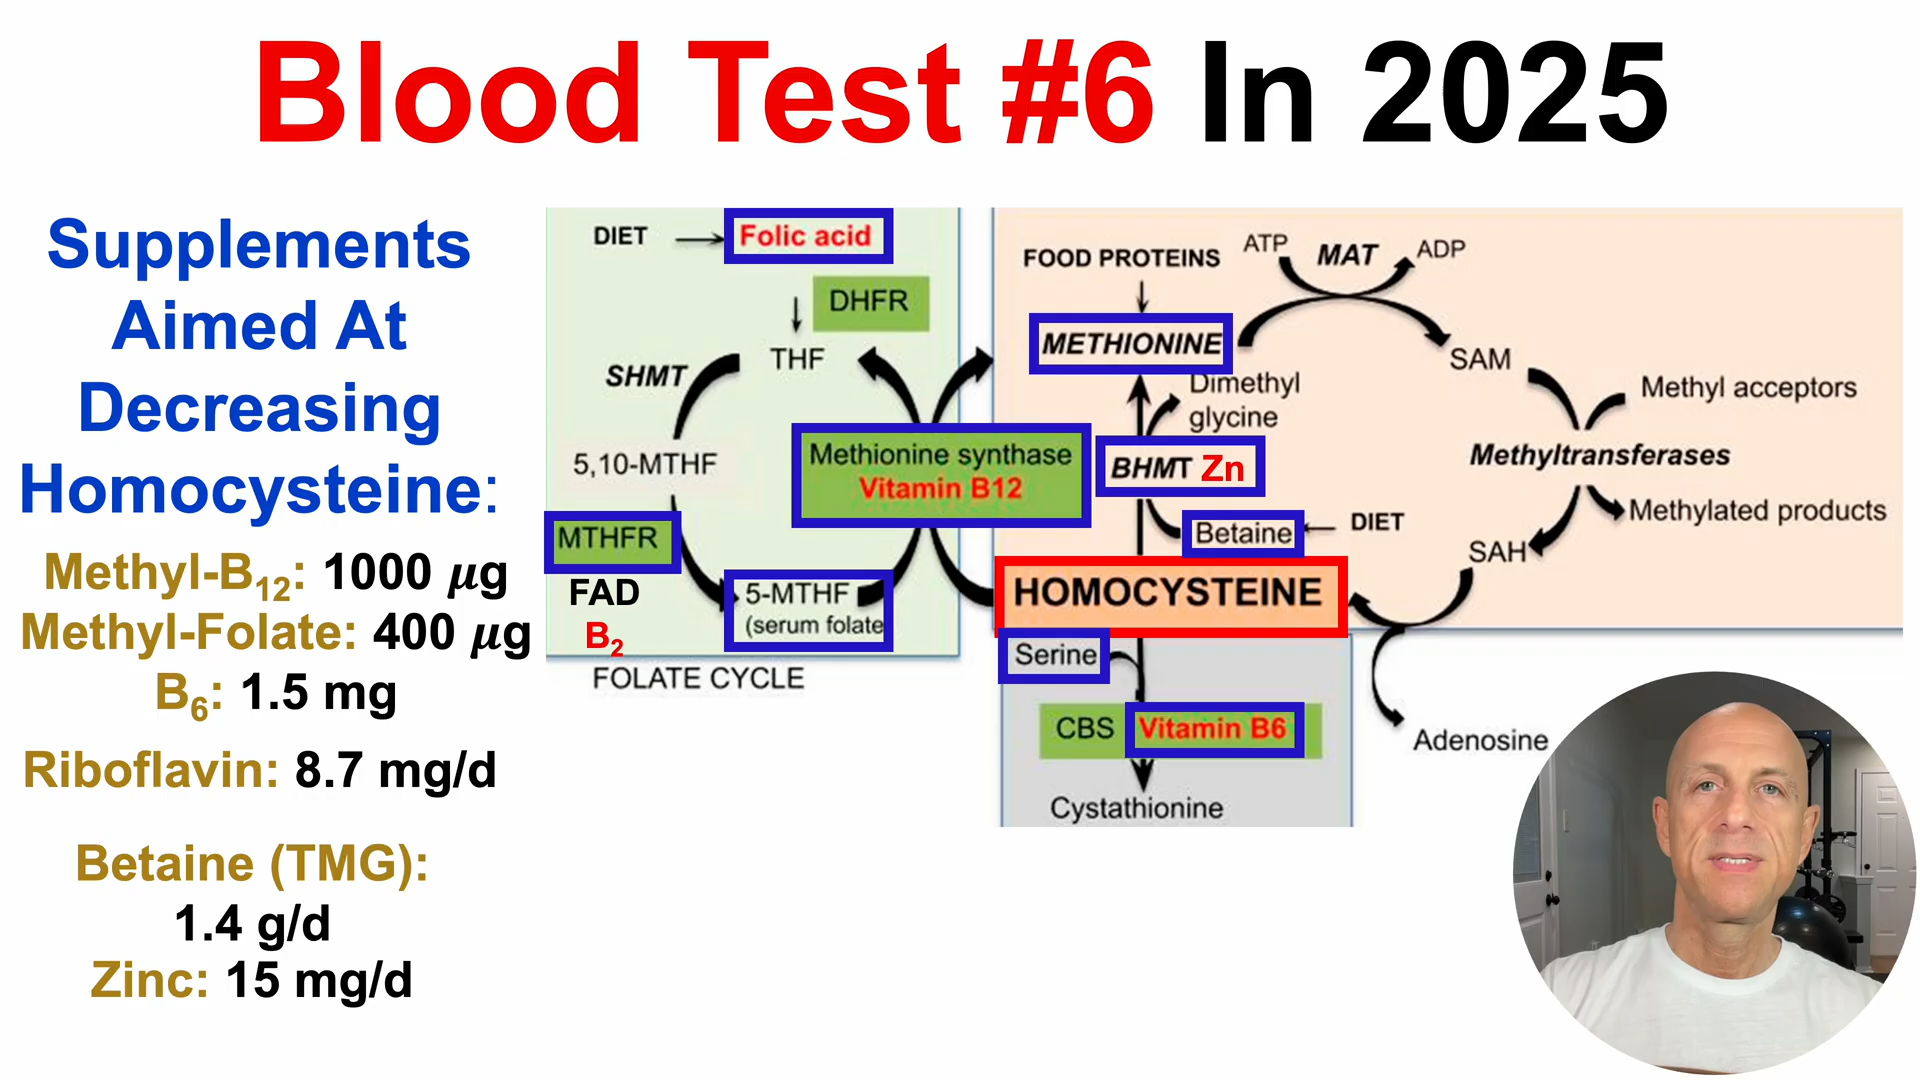 Blood Test #6 In 2025
Supplements
Aimed At
Decreasing
Homocysteine:
Methyl-B₁₂: 1000 μg
Methyl-Folate: 400 μg
B₆: 1.5 mg
Riboflavin: 8.7 mg/d
Betaine (TMG):
1.4 g/d
Zinc: 15 mg/d
DIET
Folic acid
DHFR
THF
SHMT
5,10-MTHF
Methionine synthase
Vitamin B12
MTHFR
FAD
B₂
5-MTHF
(serum folate
FOLATE CYCLE
FOOD PROTEINS
ATP
MAT
ADP
METHIONINE
SAM
Dimethyl
glycine
Methyl acceptors
BHMT Zn
Methyltransferases
Betaine
DIET
Methylated products
SAH
HOMOCYSTEINE
Serine
CBS
Vitamin B6
Adenosine
Cystathionine